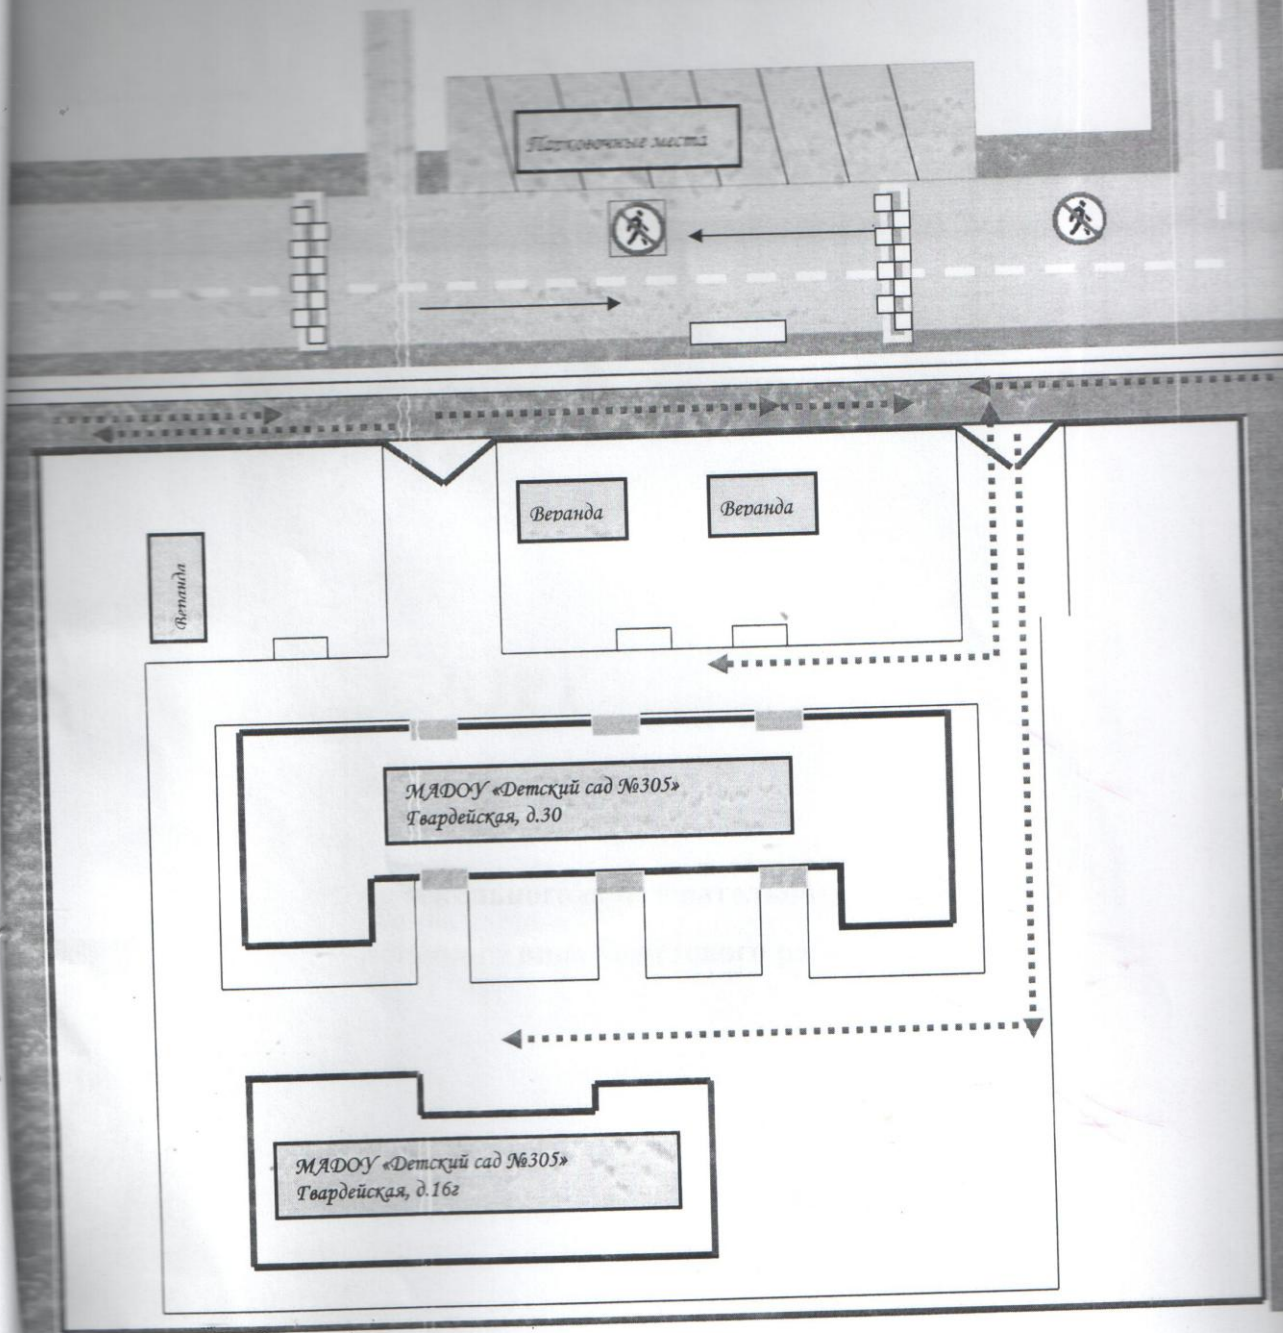 Парковочные места
Веранда
Веранда
Веранда
МАДОУ «Детский сад №305»
Гвардейская, д.30
МАДОУ «Детский сад №305»
Гвардейская, д.16г